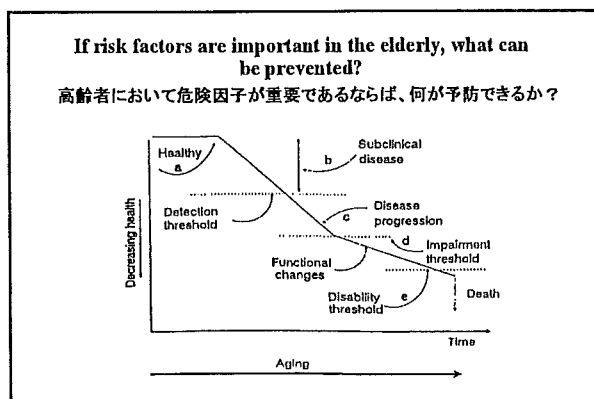 If risk factors are important in the elderly, what can
be prevented?
高齢者において危険因子が重要であるならば、何が予防できるか？
Healthy
a
b
Subclinical
disease
Detection
threshold
c
Disease
progression
d
Impairment
threshold
Functional
changes
Disability
threshold
e
Death
Decreasing health
Time
Aging